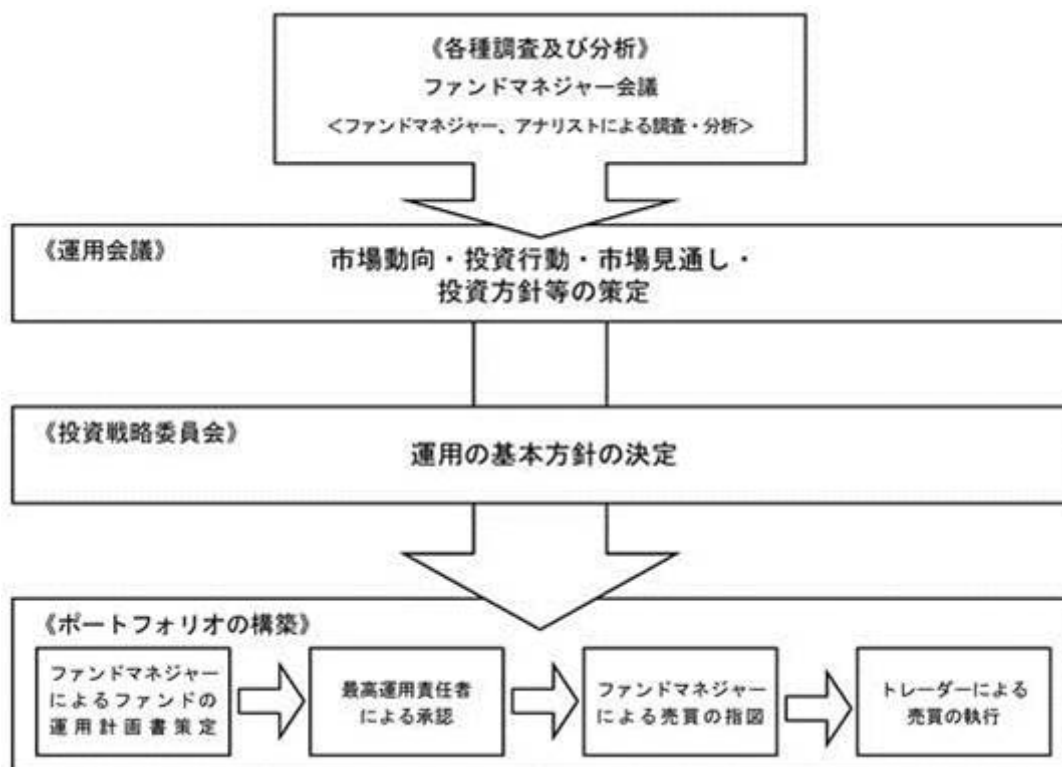 《各種調査及び分析》
ファンドマネジャー会議
＜ファンドマネジャー、アナリストによる調査・分析＞
《運用会議》
市場動向・投資行動・市場見通し・
投資方針等の策定
《投資戦略委員会》
運用の基本方針の決定
《ポートフォリオの構築》
ファンドマネジャー
によるファンドの
運用計画書策定
最高運用責任者
による承認
ファンドマネジャー
による売買の指図
トレーダーによる
売買の執行